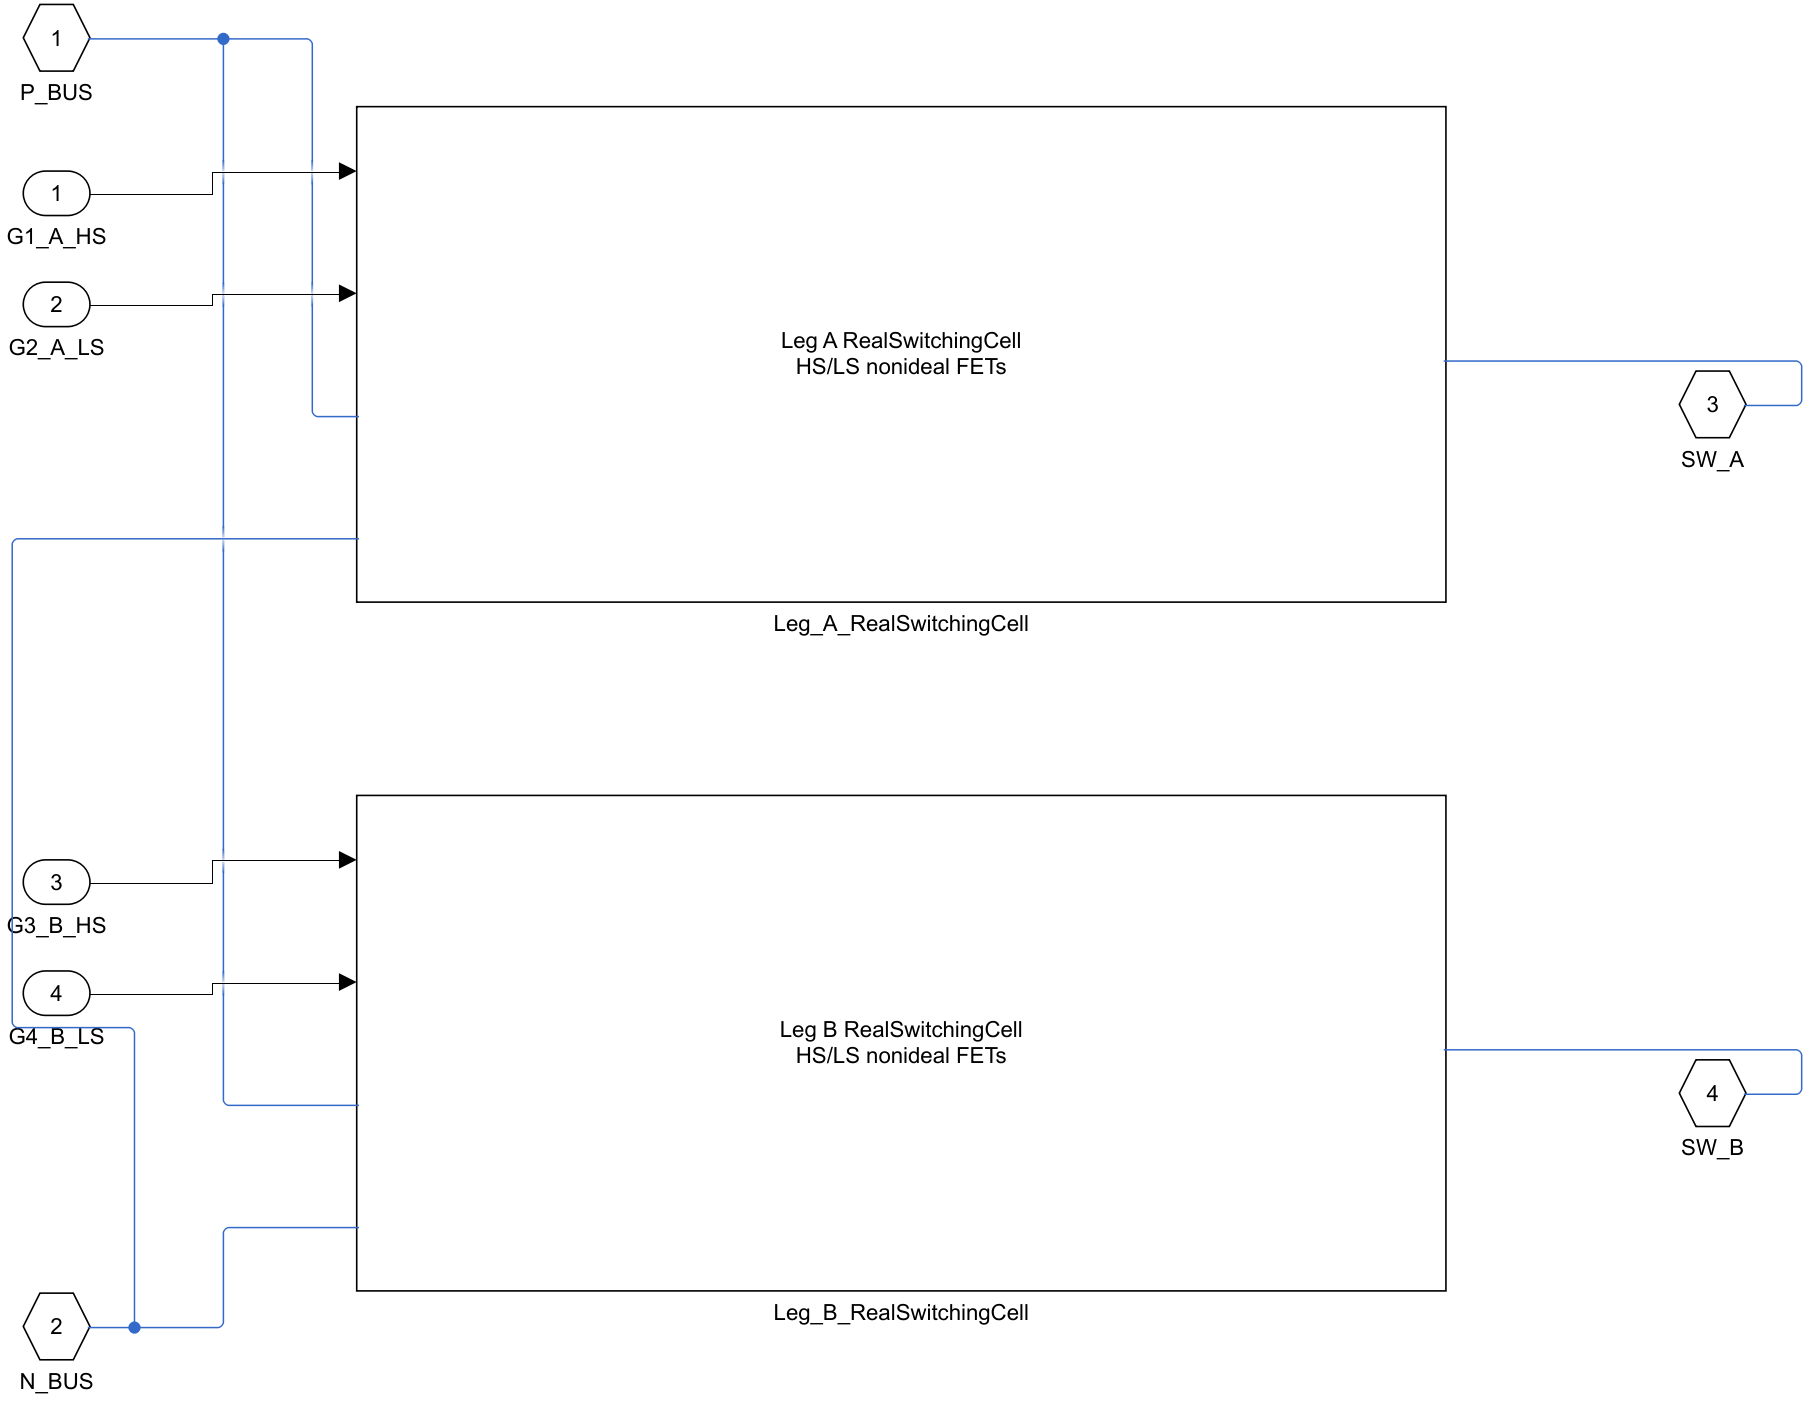 1
P_BUS
1
G1_A_HS
2
G2_A_LS
Leg A RealSwitchingCell
HS/LS nonideal FETs
3
SW_A
Leg_A_RealSwitchingCell
3
G3_B_HS
4
G4_B_LS
Leg B RealSwitchingCell
HS/LS nonideal FETs
4
SW_B
Leg_B_RealSwitchingCell
2
N_BUS